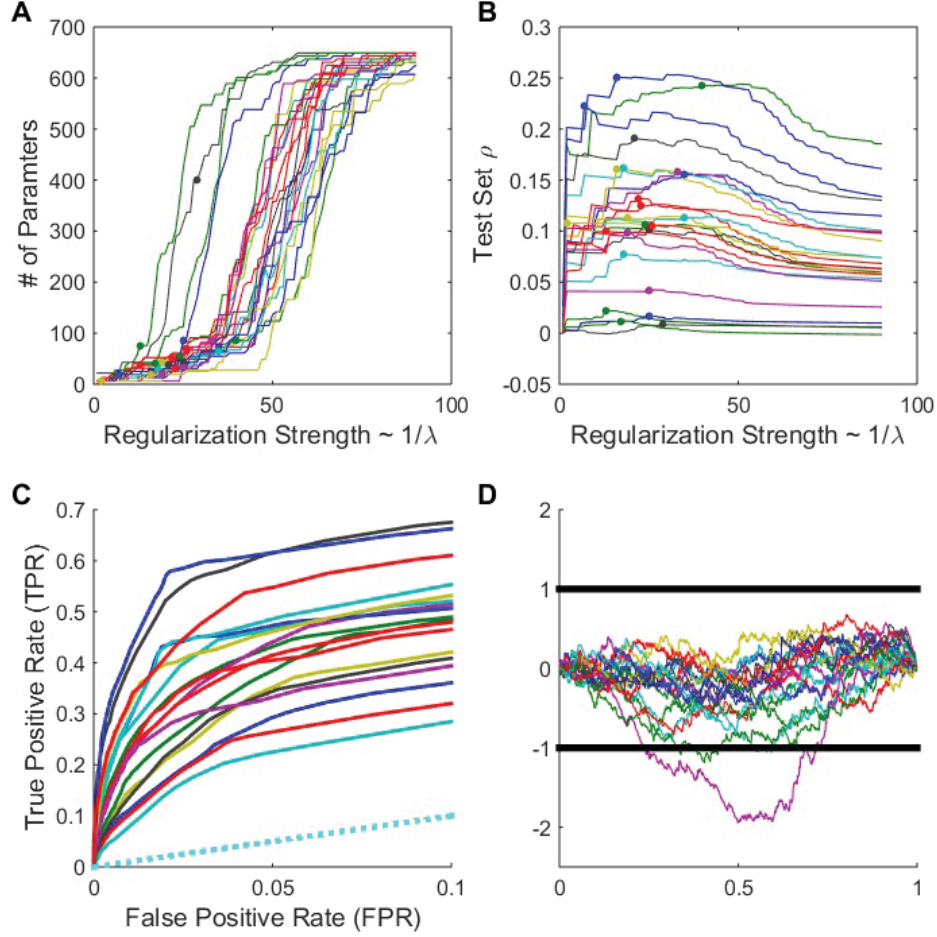 A
700
600
500
400
300
200
100
0
# of Paramters
0 50 100
Regularization Strength ~ 1/λ
B
0.3
0.25
0.2
0.15
0.1
0.05
0
-0.05
Test Set ρ
0 50 100
Regularization Strength ~ 1/λ
C
0.7
0.6
0.5
0.4
0.3
0.2
0.1
0
True Positive Rate (TPR)
0 0.05 0.1
False Positive Rate (FPR)
D
2
1
0
-1
-2
0 0.5 1